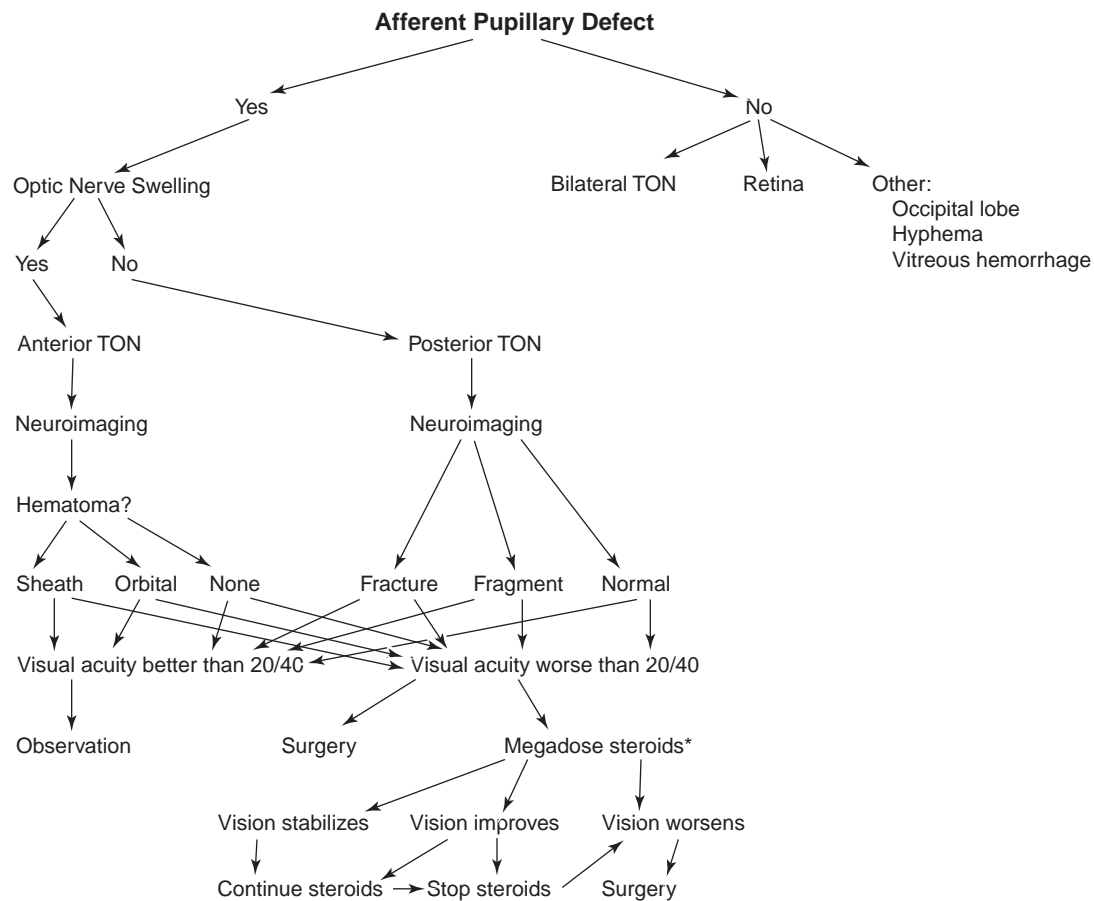 Afferent Pupillary Defect
Yes
No
Optic Nerve Swelling
Bilateral TON
Retina
Other:
Occipital lobe
Hyphema
Vitreous hemorrhage
Yes
No
Anterior TON
Posterior TON
Neuroimaging
Neuroimaging
Hematoma?
Sheath
Orbital
None
Fracture
Fragment
Normal
Visual acuity better than 20/40
Visual acuity worse than 20/40
Observation
Surgery
Megadose steroids*
Vision stabilizes
Vision improves
Vision worsens
Continue steroids
Stop steroids
Surgery